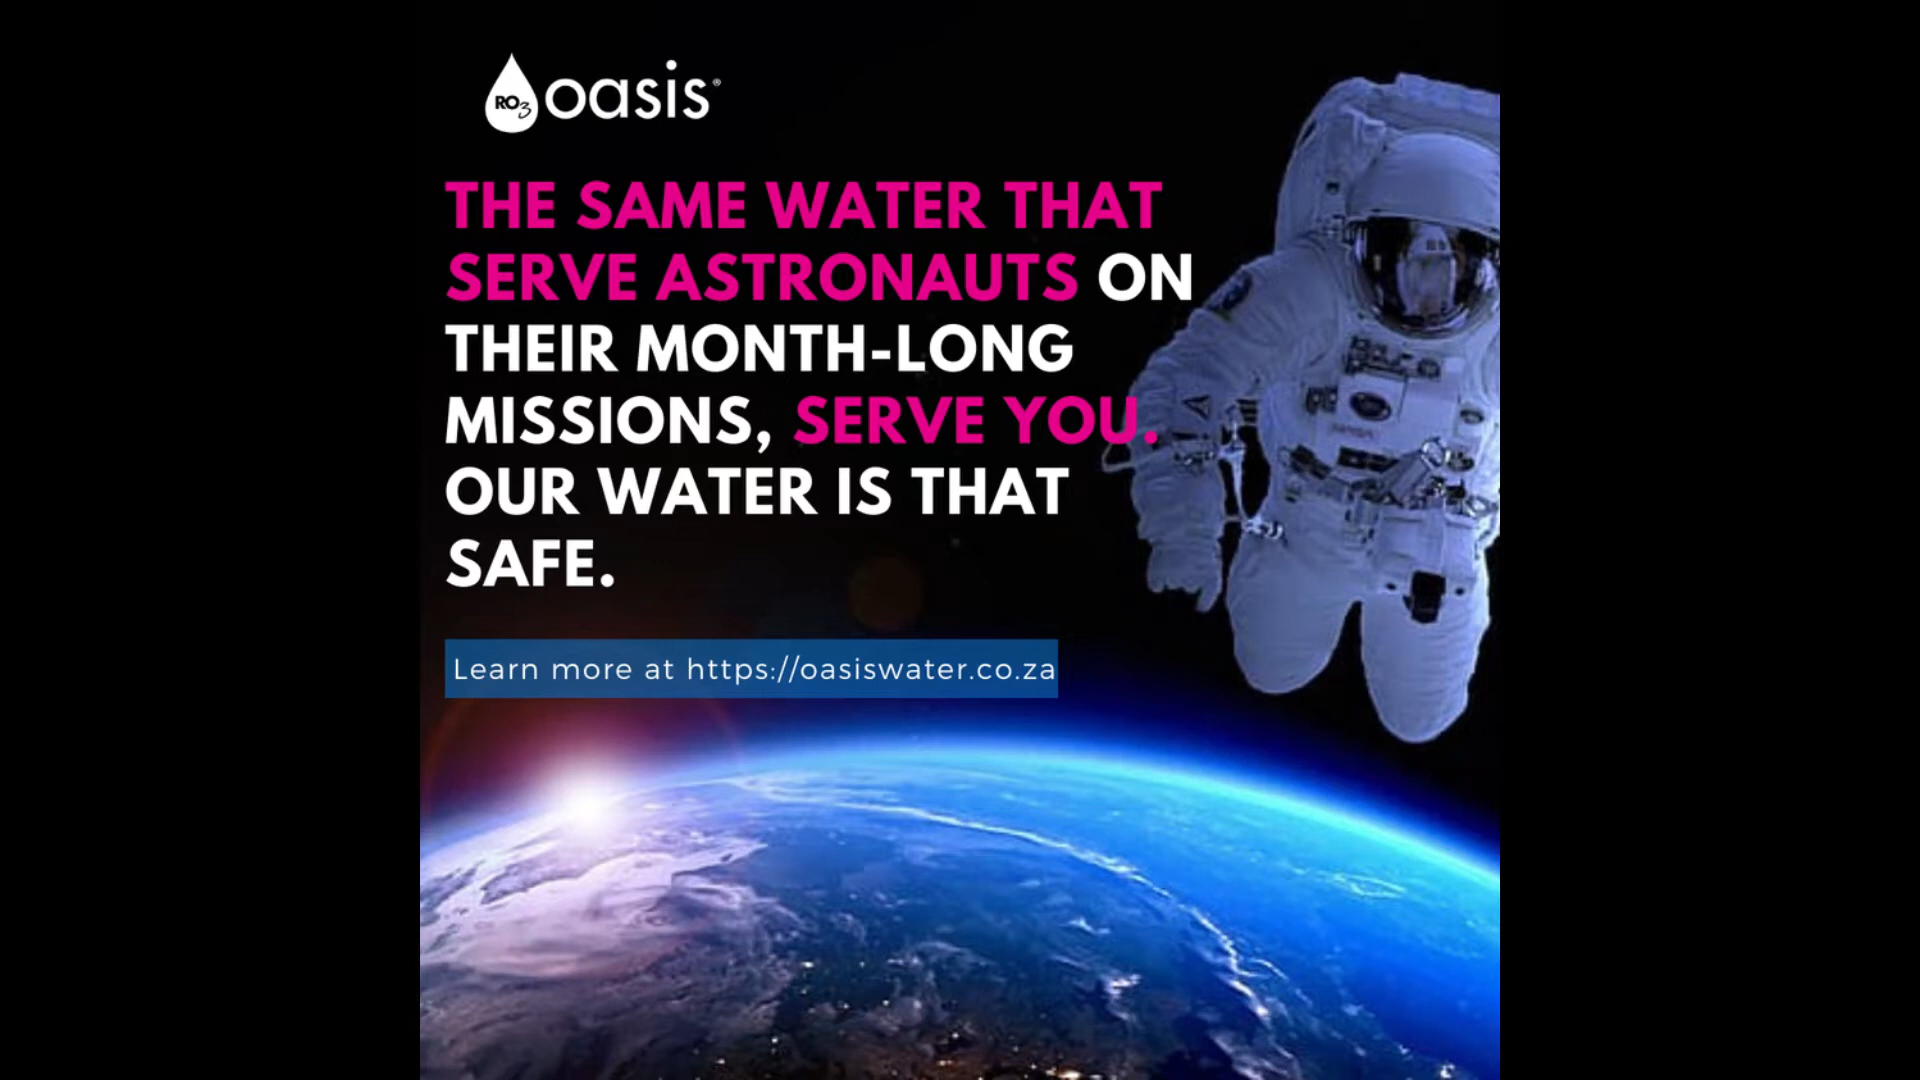 RO3 oasis®
THE SAME WATER THAT
SERVE ASTRONAUTS ON
THEIR MONTH-LONG
MISSIONS, SERVE YOU.
OUR WATER IS THAT
SAFE.
Learn more at https://oasiswater.co.za